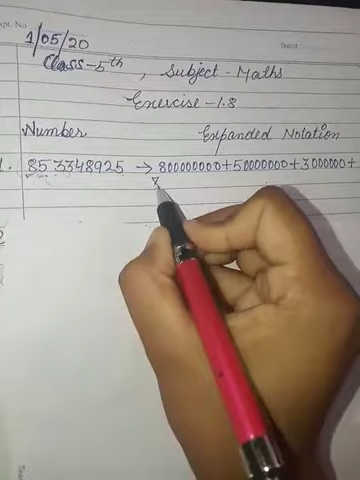 1/05/20
Class-5th, Subject-Maths
Exercise-1.8
Number Expanded Notation
1. 853348925 → 800000000+50000000+3000000+